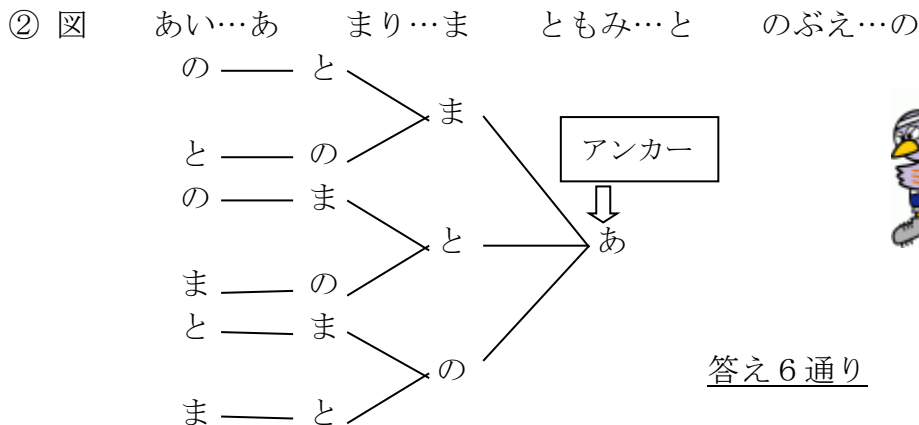 ② 図 あい…あ まり…ま ともみ…と のぶえ…の
の と
ま
と の
アンカー
の ま
と
あ
ま の
と ま
の
ま と
答え6通り